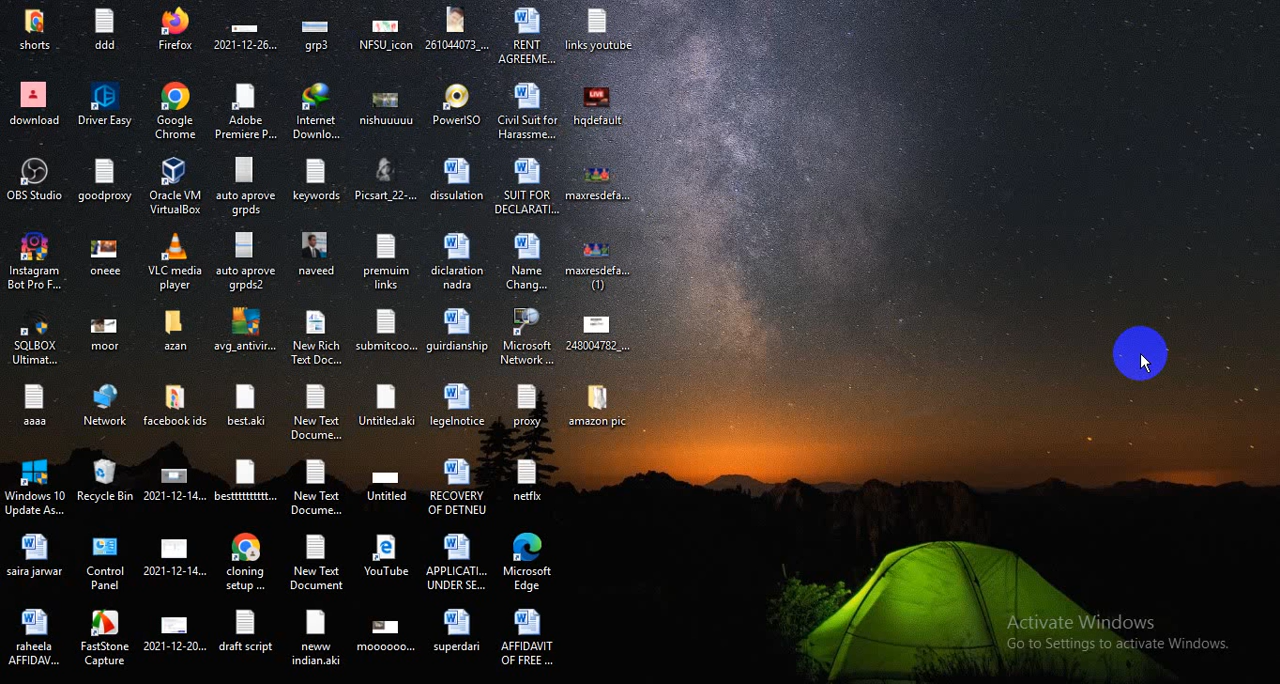 shorts
ddd
Firefox
2021-12-26...
grp3
NFSU_icon
261044073_...
RENT
AGREEME...
links youtube
download
Driver Easy
Google
Chrome
Adobe
Premiere P...
Internet
Downlo...
nishuuuuu
PowerISO
Civil Suit for
Harassme...
LIVE
hqdefault
OBS Studio
goodproxy
Oracle VM
VirtualBox
auto aprove
grpds
keywords
Picsart_22-...
dissulation
SUIT FOR
DECLARATI...
maxresdefa...
Instagram
Bot Pro F...
oneee
VLC media
player
auto aprove
grpds2
naveed
premuim
links
diclaration
nadra
Name
Chang...
maxresdefa...
(1)
SQLBOX
Ultimat...
moor
azan
avg_antivir...
New Rich
Text Doc...
submitcoo...
guirdianship
Microsoft
Network ...
248004782_...
aaaa
Network
facebook ids
best.aki
New Text
Docume...
Untitled.aki
legelnotice
proxy
amazon pic
Windows 10
Update As...
Recycle Bin
2021-12-14...
New Text
Docume...
Untitled
RECOVERY
OF DETNEU
netflx
saira jarwar
Control
Panel
2021-12-14...
cloning
setup ...
New Text
Document
YouTube
APPLICATI...
UNDER SE...
Microsoft
Edge
raheela
AFFIDAV...
FastStone
Capture
2021-12-20...
draft script
neww
indian.aki
superdari
AFFIDAVIT
OF FREE ...
Activate Windows
Go to Settings to activate Windows.